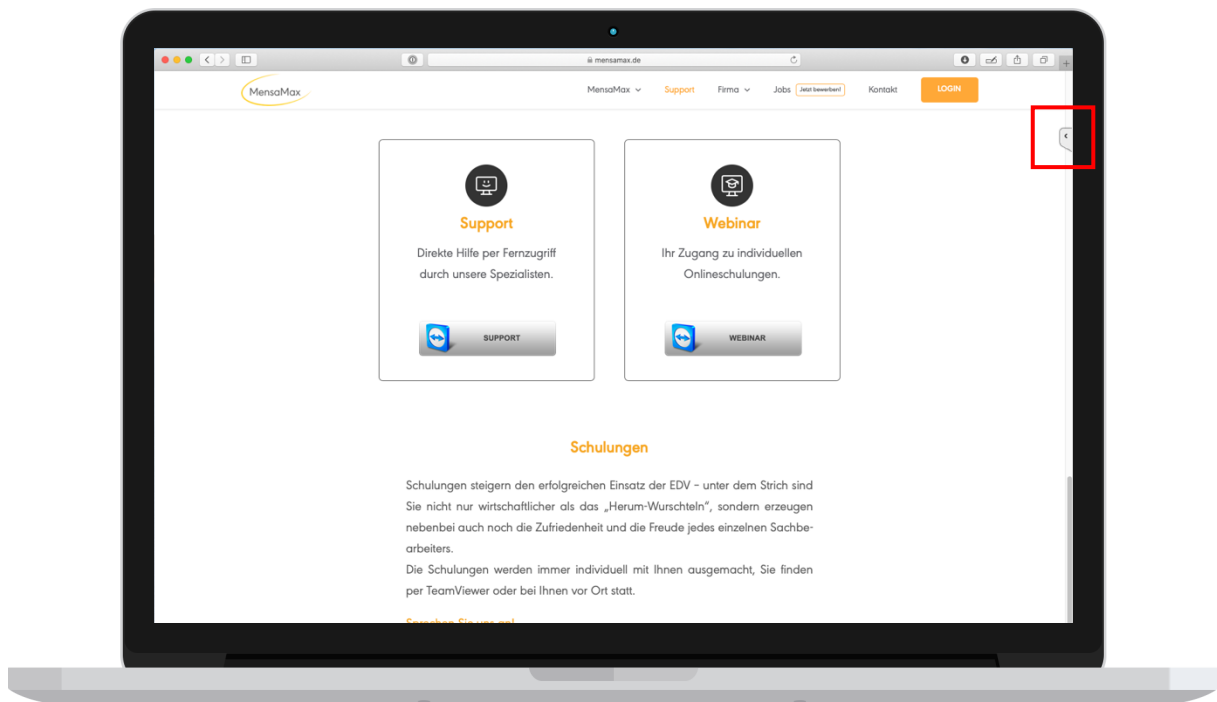 mensamax.de
MensaMax
MensaMax
Support
Firma
Jobs
Jetzt bewerben!
Kontakt
LOGIN
Support
Direkte Hilfe per Fernzugriff
durch unsere Spezialisten.
SUPPORT
Webinar
Ihr Zugang zu individuellen
Onlineschulungen.
WEBINAR
Schulungen
Schulungen steigern den erfolgreichen Einsatz der EDV – unter dem Strich sind
Sie nicht nur wirtschaftlicher als das „Herum-Wurschteln“, sondern erzeugen
nebenbei auch noch die Zufriedenheit und die Freude jedes einzelnen Sachbe-
arbeiters.
Die Schulungen werden immer individuell mit Ihnen ausgemacht, Sie finden
per TeamViewer oder bei Ihnen vor Ort statt.
Sprechen Sie uns an!